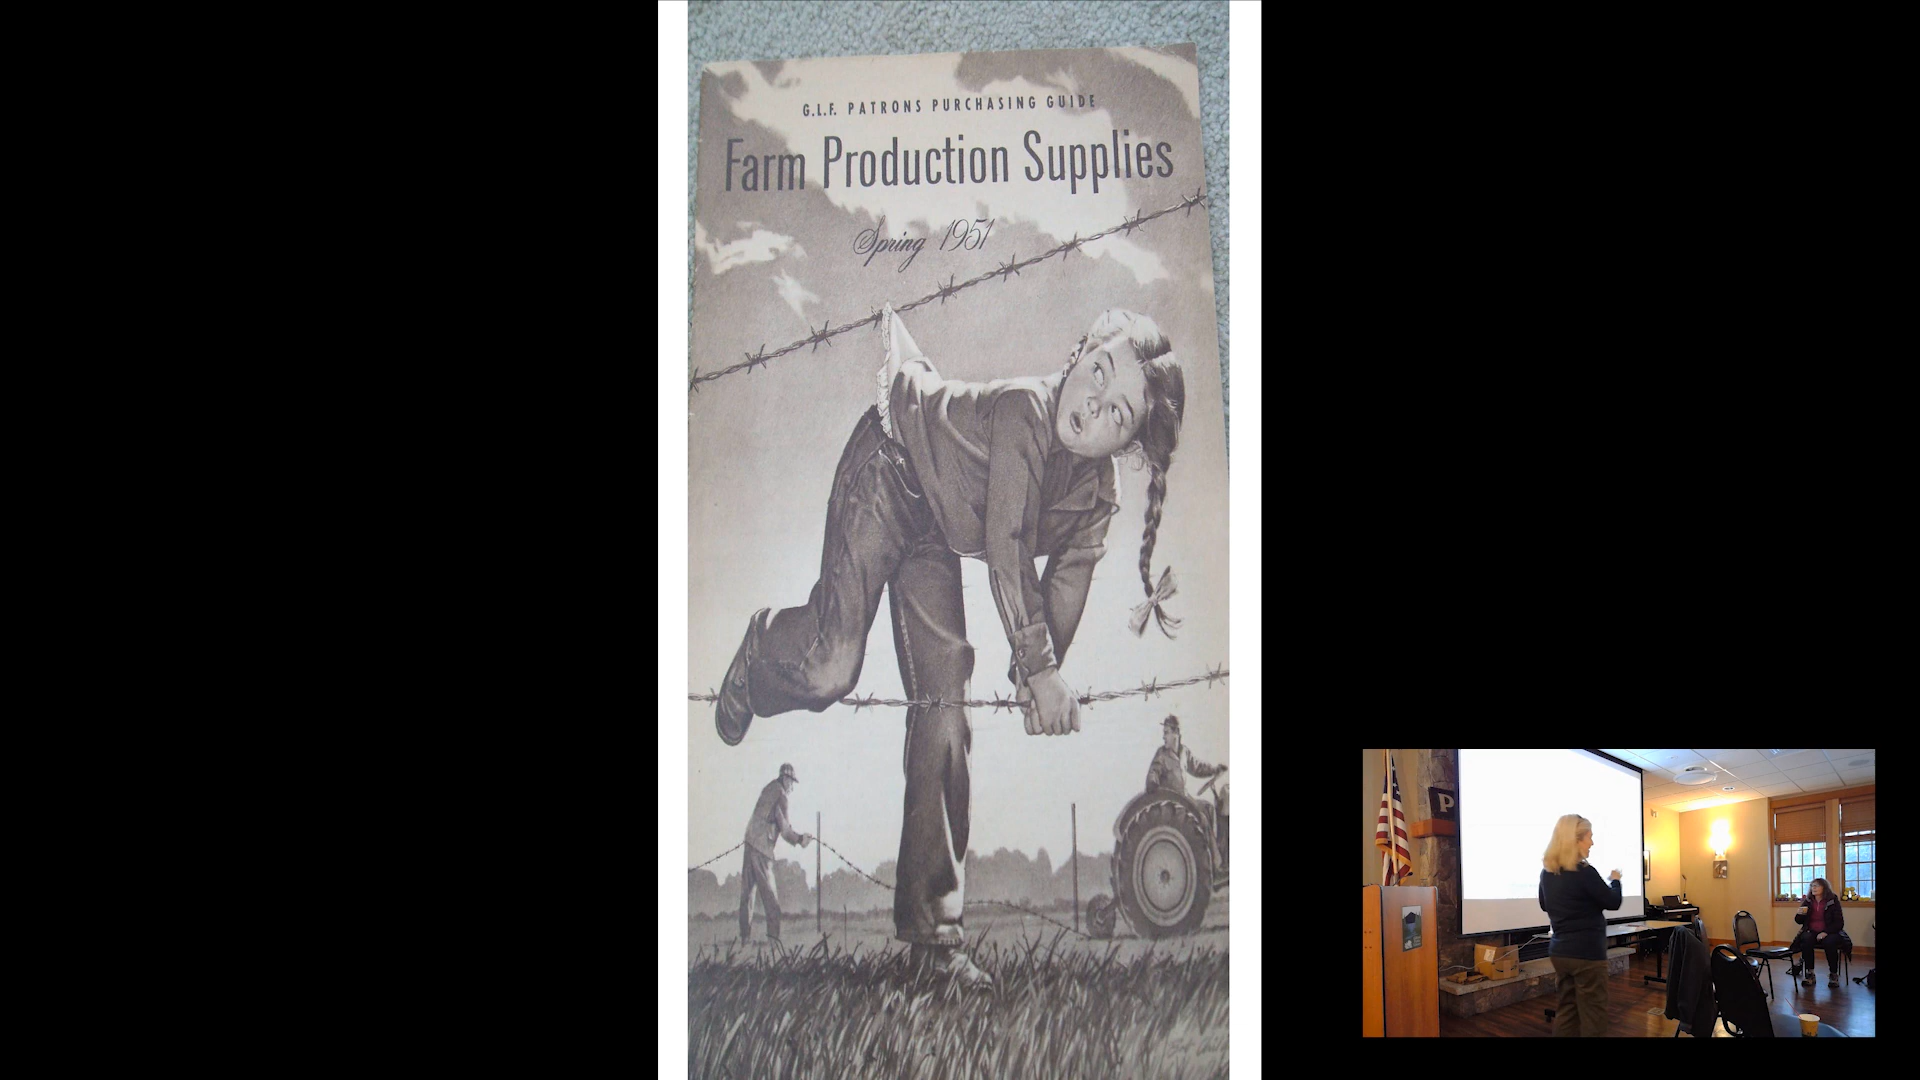 G.L.F. PATRONS PURCHASING GUIDE
Farm Production Supplies
Spring 1951
P